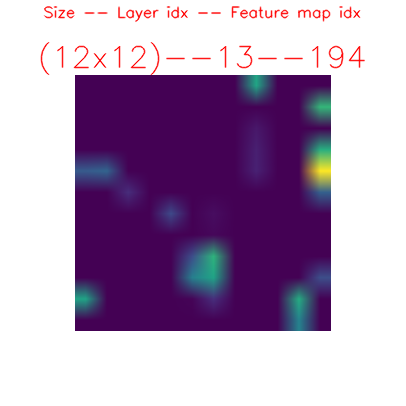 Size -- Layer idx -- Feature map idx
(12x12)--13--194